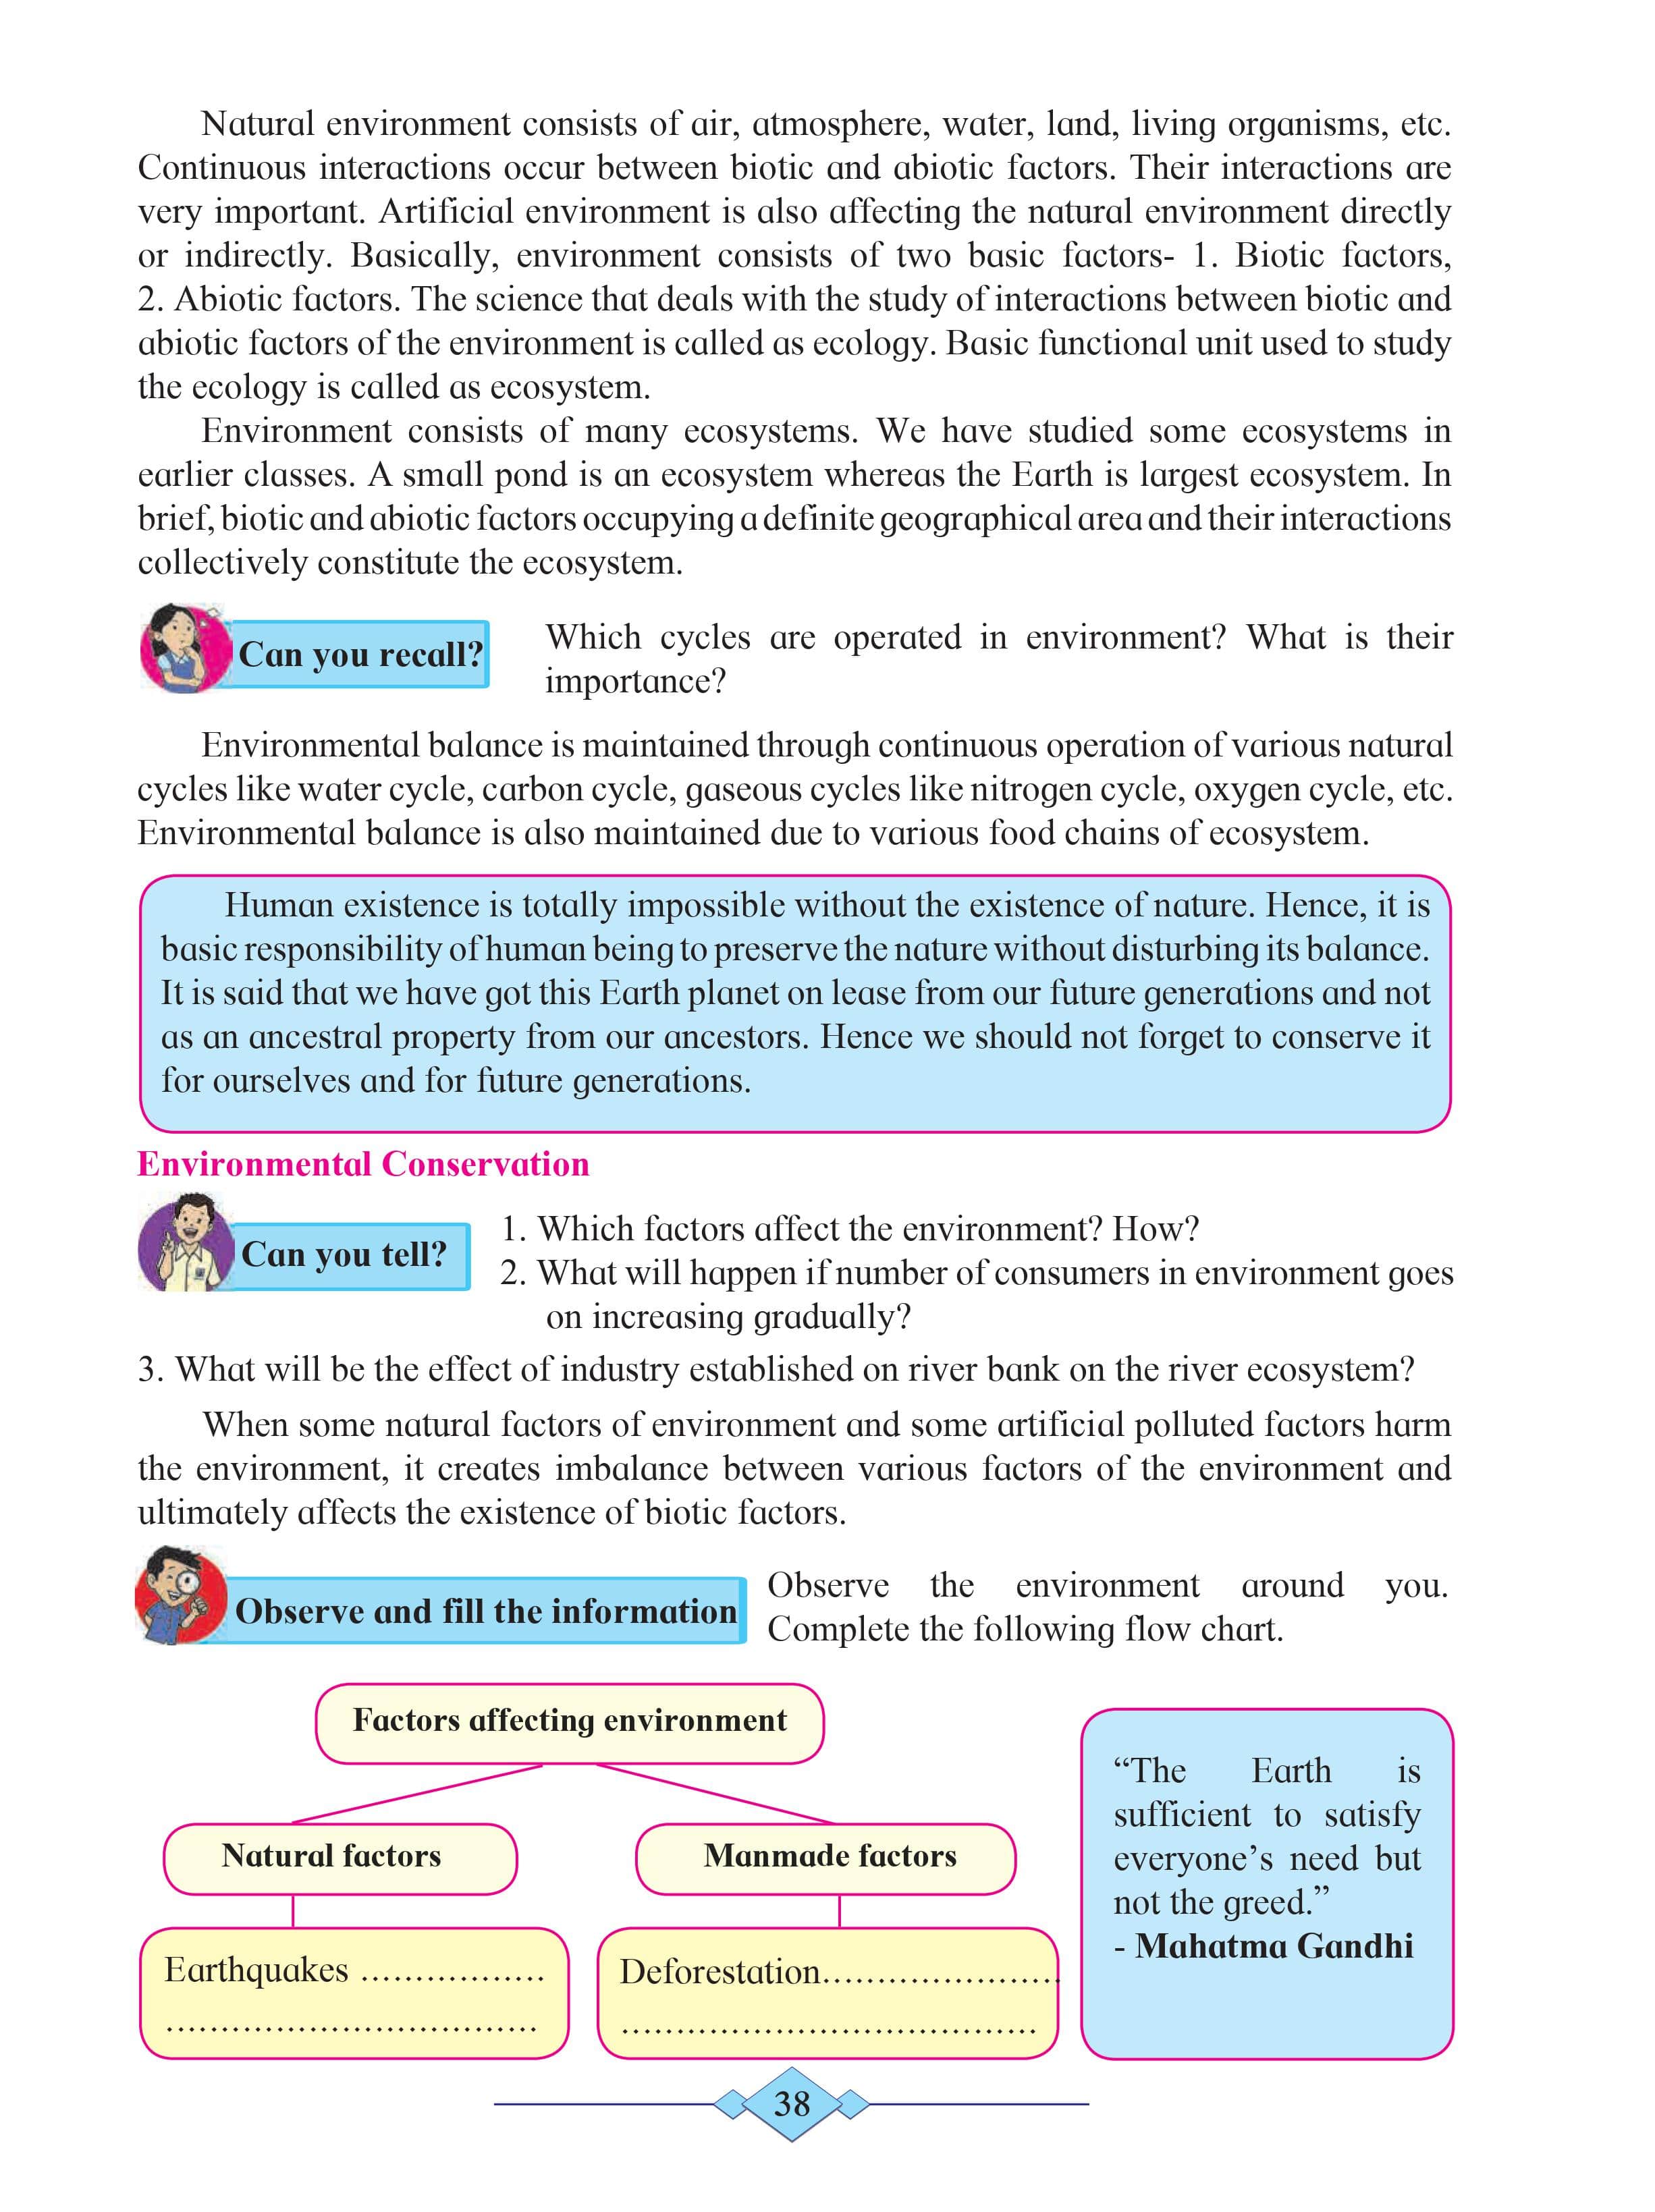 Natural environment consists of air, atmosphere, water, land, living organisms, etc.
Continuous interactions occur between biotic and abiotic factors. Their interactions are
very important. Artificial environment is also affecting the natural environment directly
or indirectly. Basically, environment consists of two basic factors- 1. Biotic factors,
2. Abiotic factors. The science that deals with the study of interactions between biotic and
abiotic factors of the environment is called as ecology. Basic functional unit used to study
the ecology is called as ecosystem.
Environment consists of many ecosystems. We have studied some ecosystems in
earlier classes. A small pond is an ecosystem whereas the Earth is largest ecosystem. In
brief, biotic and abiotic factors occupying a definite geographical area and their interactions
collectively constitute the ecosystem.
Can you recall?
Which cycles are operated in environment? What is their
importance?
Environmental balance is maintained through continuous operation of various natural
cycles like water cycle, carbon cycle, gaseous cycles like nitrogen cycle, oxygen cycle, etc.
Environmental balance is also maintained due to various food chains of ecosystem.
Human existence is totally impossible without the existence of nature. Hence, it is
basic responsibility of human being to preserve the nature without disturbing its balance.
It is said that we have got this Earth planet on lease from our future generations and not
as an ancestral property from our ancestors. Hence we should not forget to conserve it
for ourselves and for future generations.
Environmental Conservation
Can you tell?
1. Which factors affect the environment? How?
2. What will happen if number of consumers in environment goes
on increasing gradually?
3. What will be the effect of industry established on river bank on the river ecosystem?
When some natural factors of environment and some artificial polluted factors harm
the environment, it creates imbalance between various factors of the environment and
ultimately affects the existence of biotic factors.
Observe and fill the information
Observe the environment around you.
Complete the following flow chart.
Factors affecting environment
Natural factors
Manmade factors
Earthquakes .................
..................................
Deforestation......................
......................................
“The Earth is
sufficient to satisfy
everyone’s need but
not the greed.”
- Mahatma Gandhi
38